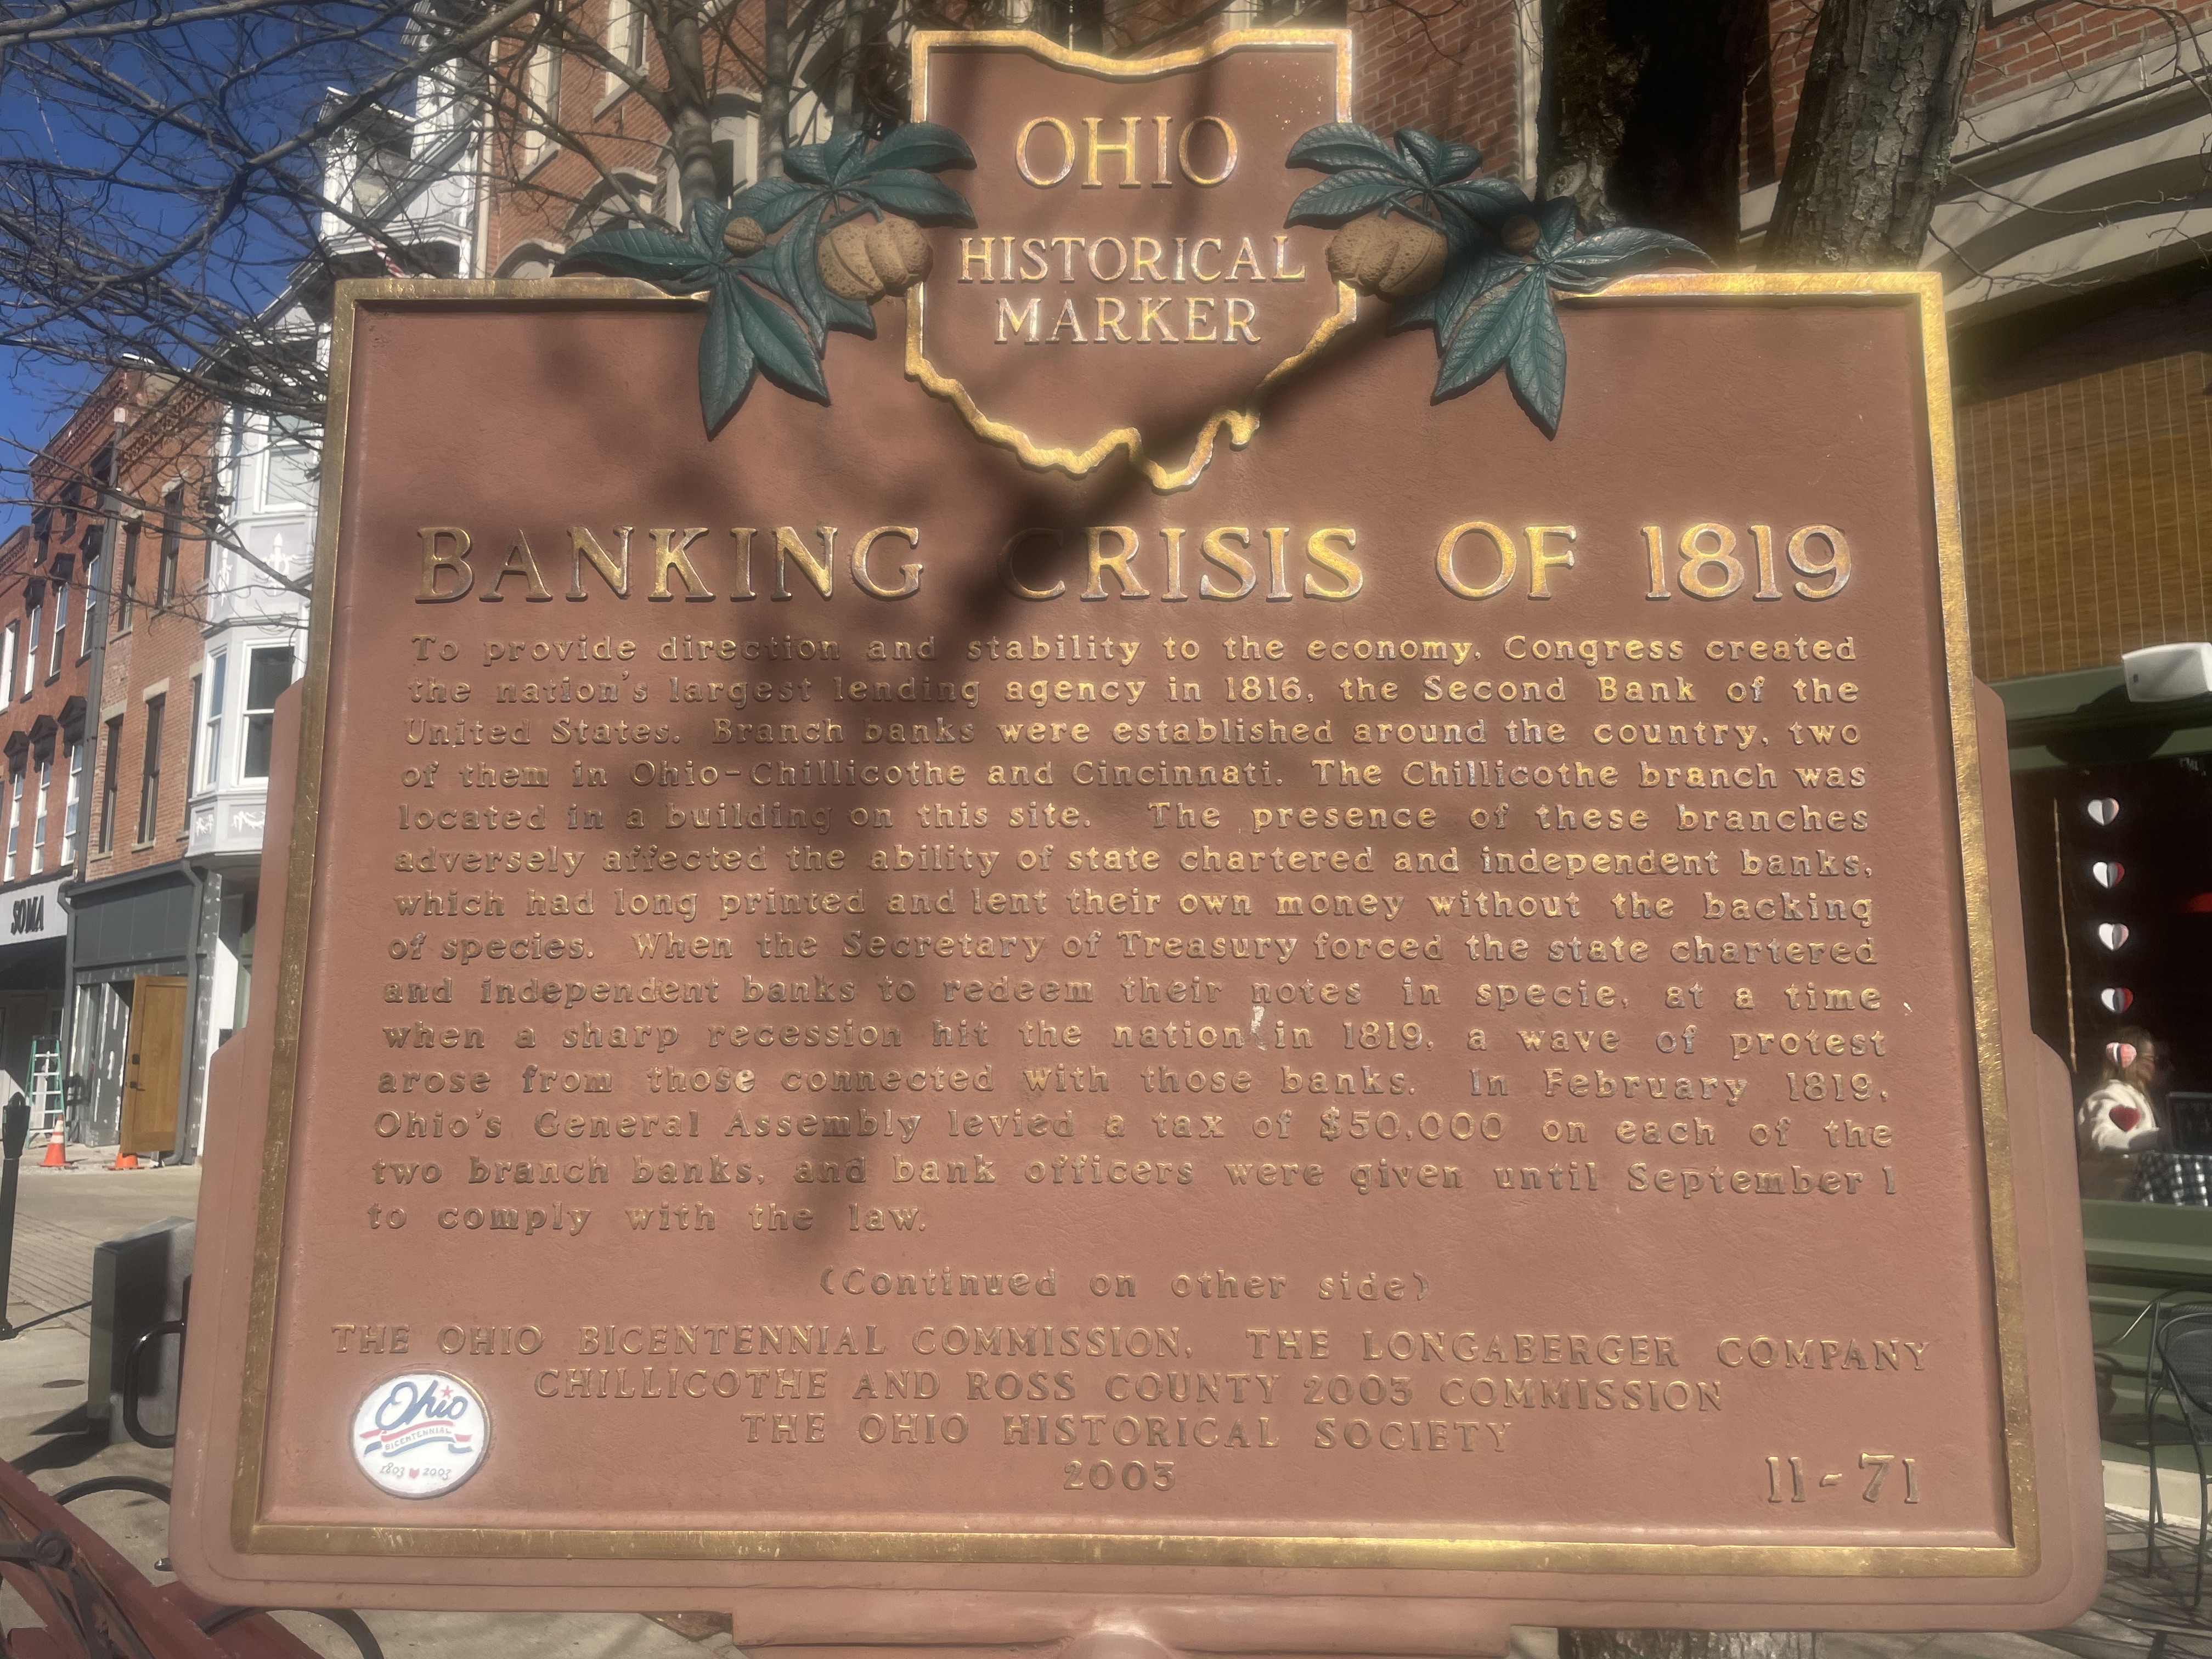 OHIO
HISTORICAL
MARKER
BANKING CRISIS OF 1819
To provide direction and stability to the economy, Congress created
the nation's largest lending agency in 1816, the Second Bank of the
United States. Branch banks were established around the country, two
of them in Ohio-Chillicothe and Cincinnati. The Chillicothe branch was
located in a building on this site. The presence of these branches
adversely affected the ability of state chartered and independent banks,
which had long printed and lent their own money without the backing
of species. When the Secretary of Treasury forced the state chartered
and independent banks to redeem their notes in specie, at a time
when a sharp recession hit the nation in 1819, a wave of protest
arose from those connected with those banks. In February 1819,
Ohio's General Assembly levied a tax of $50,000 on each of the
two branch banks, and bank officers were given until September 1
to comply with the law.
(Continued on other side)
THE OHIO BICENTENNIAL COMMISSION, THE LONGABERGER COMPANY
CHILLICOTHE AND ROSS COUNTY 2003 COMMISSION
THE OHIO HISTORICAL SOCIETY
2003
11-71
Ohio
BICENTENNIAL
1803 2003
SOMA